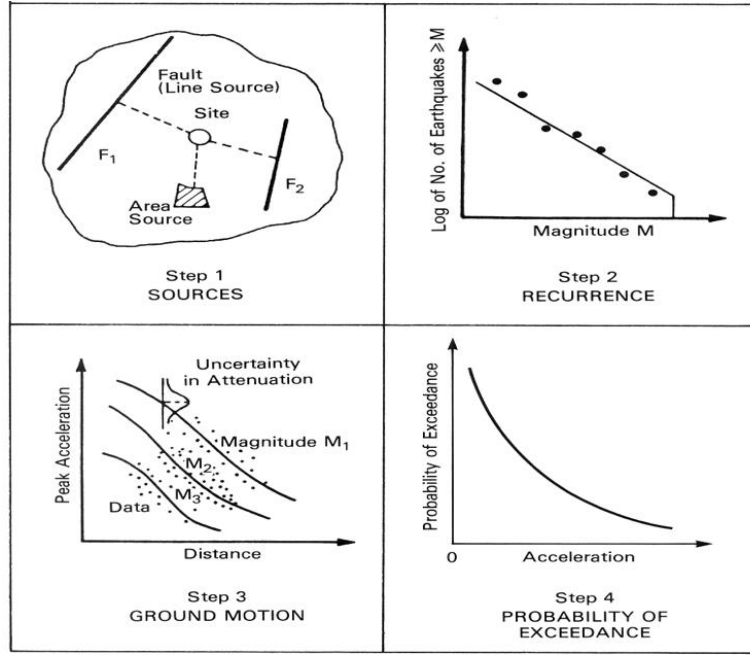 Fault
(Line Source)
Site
F1
F2
Area
Source
Step 1
SOURCES
Log of No. of Earthquakes ⩾ M
Magnitude M
Step 2
RECURRENCE
Uncertainty
in Attenuation
Peak Acceleration
Magnitude M1
M2
M3
Data
Distance
Step 3
GROUND MOTION
Probability of Exceedance
0
Acceleration
Step 4
PROBABILITY OF
EXCEEDANCE